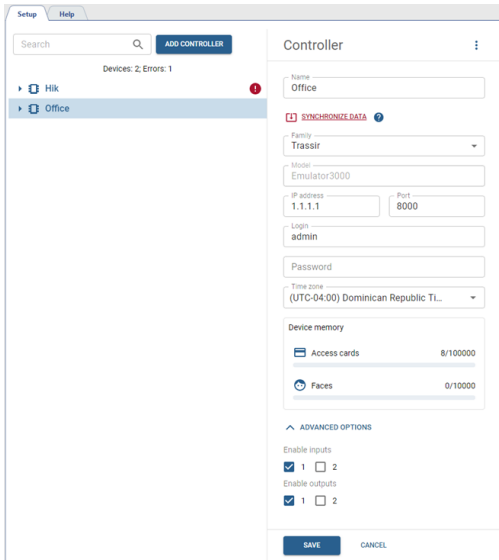 Setup Help
Search ADD CONTROLLER
Devices: 2; Errors: 1
Hik
Office
Controller
Name
Office
SYNCHRONIZE DATA
Family
Trassir
Model
Emulator3000
IP address Port
1.1.1.1 8000
Login
admin
Password
Time zone
(UTC-04:00) Dominican Republic Ti...
Device memory
Access cards 8/100000
Faces 0/10000
ADVANCED OPTIONS
Enable inputs
1 2
Enable outputs
1 2
SAVE CANCEL